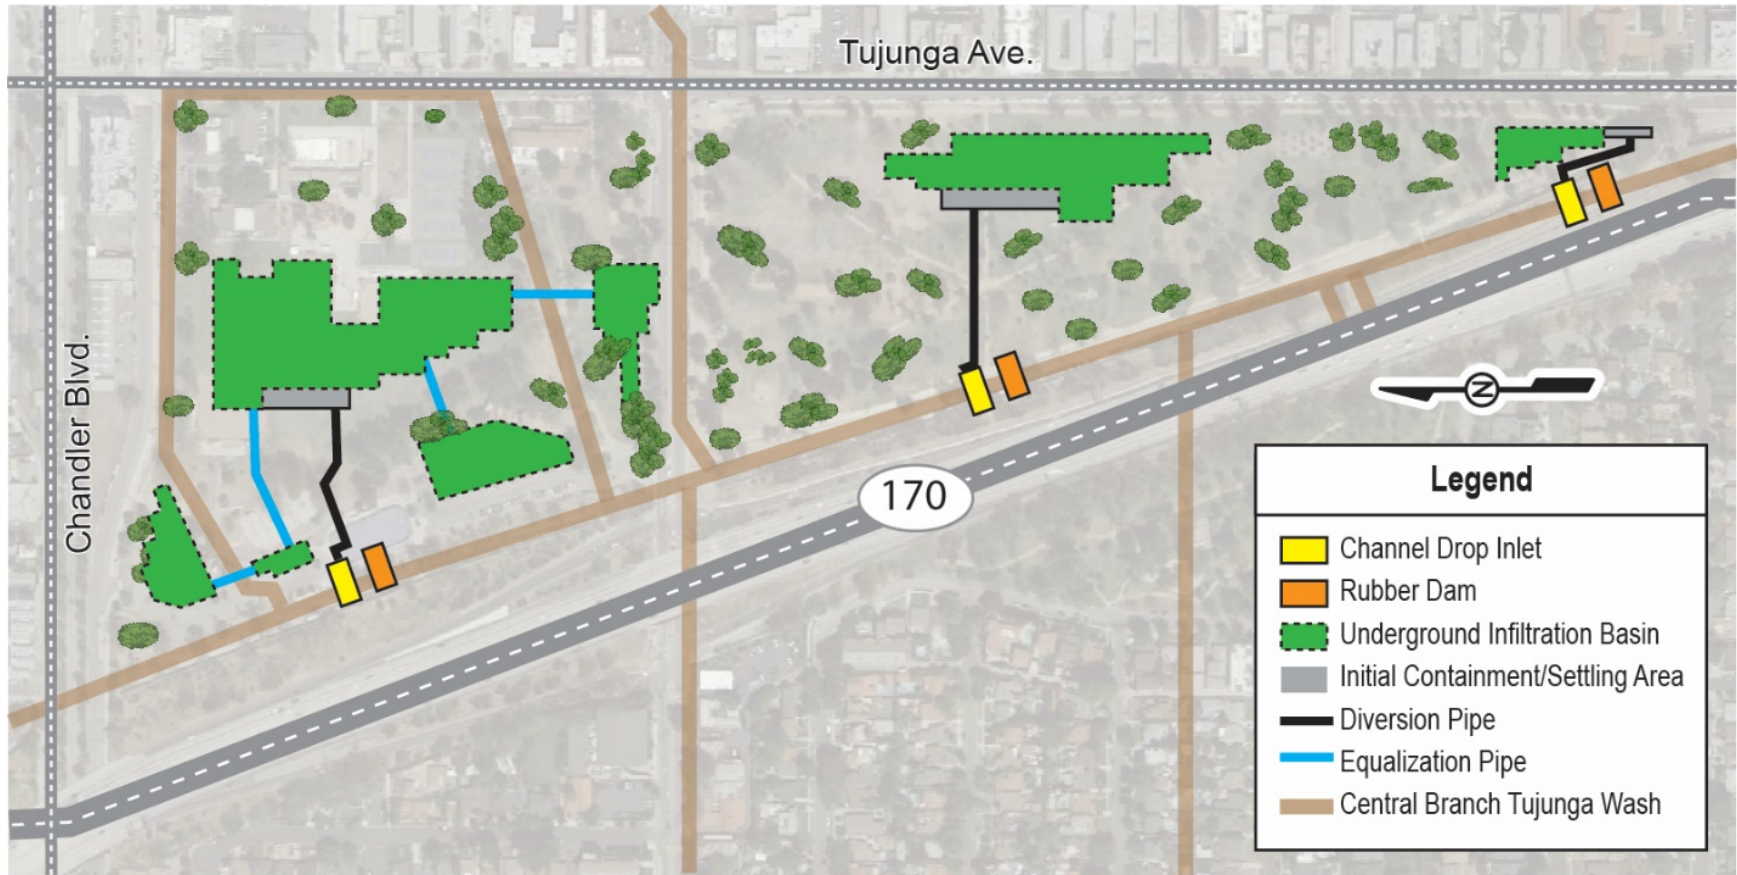 Tujunga Ave.
Chandler Blvd.
170
N
Legend
Channel Drop Inlet
Rubber Dam
Underground Infiltration Basin
Initial Containment/Settling Area
Diversion Pipe
Equalization Pipe
Central Branch Tujunga Wash